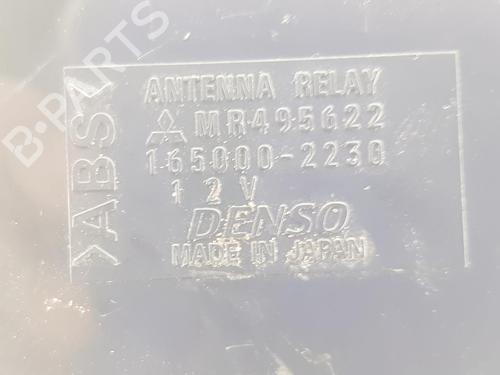 B-PARTS
ANTENNA RELAY
MR495622
165000-2230
12V
DENSO
MADE IN JAPAN
>ABS<